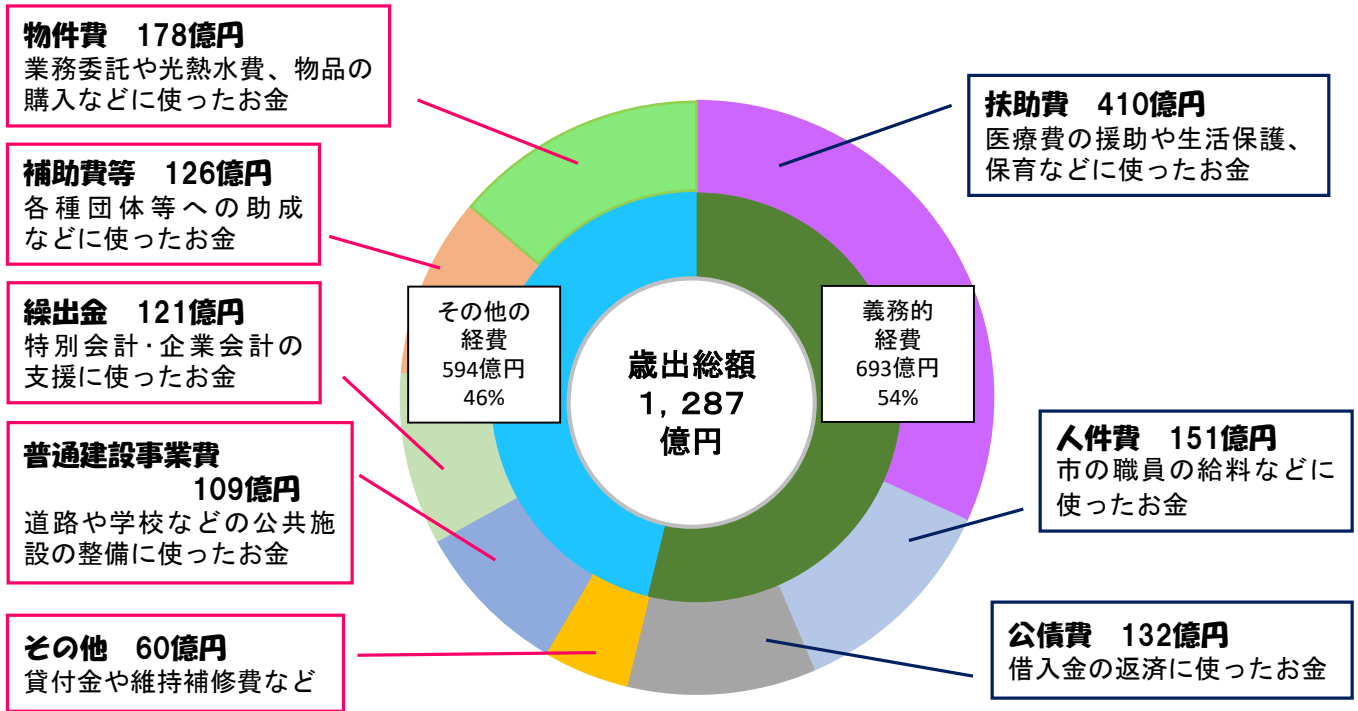 物件費　178億円
業務委託や光熱水費、物品の
購入などに使ったお金
補助費等　126億円
各種団体等への助成
などに使ったお金
繰出金　121億円
特別会計・企業会計の
支援に使ったお金
普通建設事業費
109億円
道路や学校などの公共施
設の整備に使ったお金
その他　60億円
貸付金や維持補修費など
その他の
経費
594億円
46%
歳出総額
1，287
億円
義務的
経費
693億円
54%
扶助費　410億円
医療費の援助や生活保護、
保育などに使ったお金
人件費　151億円
市の職員の給料などに
使ったお金
公債費　132億円
借入金の返済に使ったお金